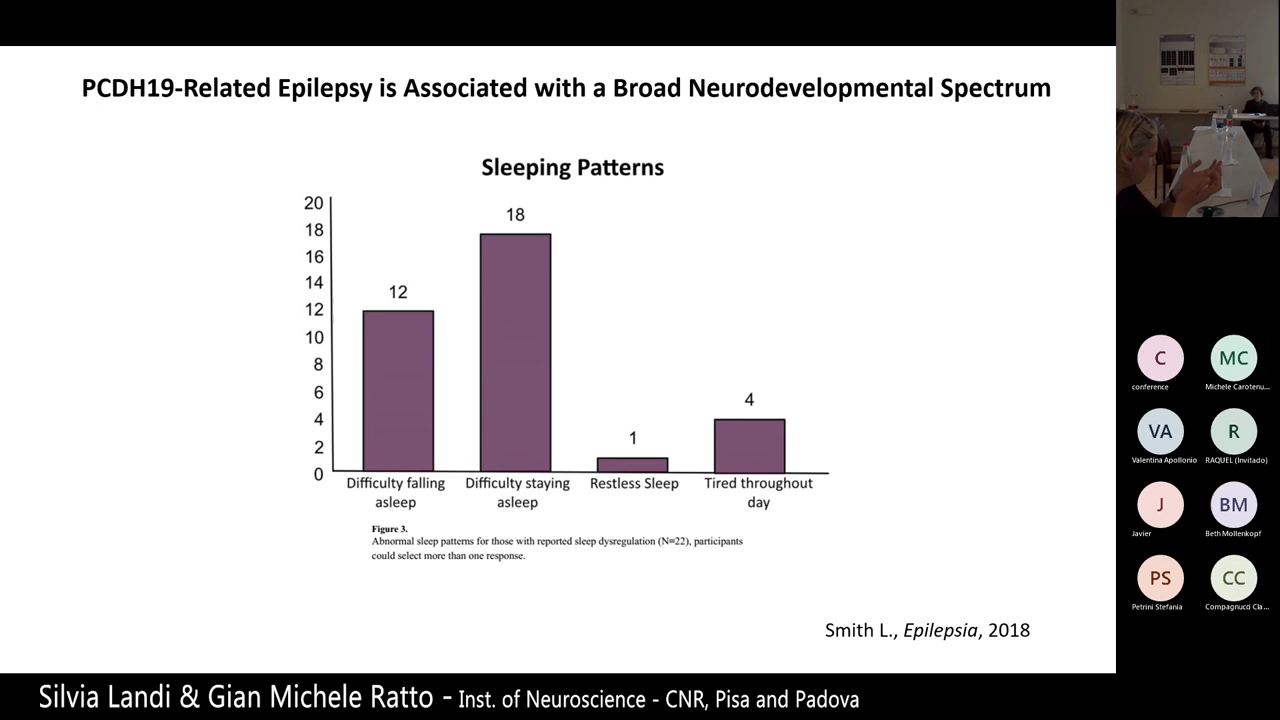 PCDH19-Related Epilepsy is Associated with a Broad Neurodevelopmental Spectrum
Sleeping Patterns
20
18
16
14
12
10
8
6
4
2
0
12
18
1
4
Difficulty falling
asleep
Difficulty staying
asleep
Restless Sleep
Tired throughout
day
Figure 3.
Abnormal sleep patterns for those with reported sleep dysregulation (N=22), participants
could select more than one response.
Smith L., Epilepsia, 2018
C
conference
MC
Michele Carotenu...
VA
Valentina Apollonio
R
RAQUEL (Invitado)
J
Javier
BM
Beth Mollenkopf
PS
Petrini Stefania
CC
Compagnucci Cla...
Silvia Landi & Gian Michele Ratto - Inst. of Neuroscience - CNR, Pisa and Padova